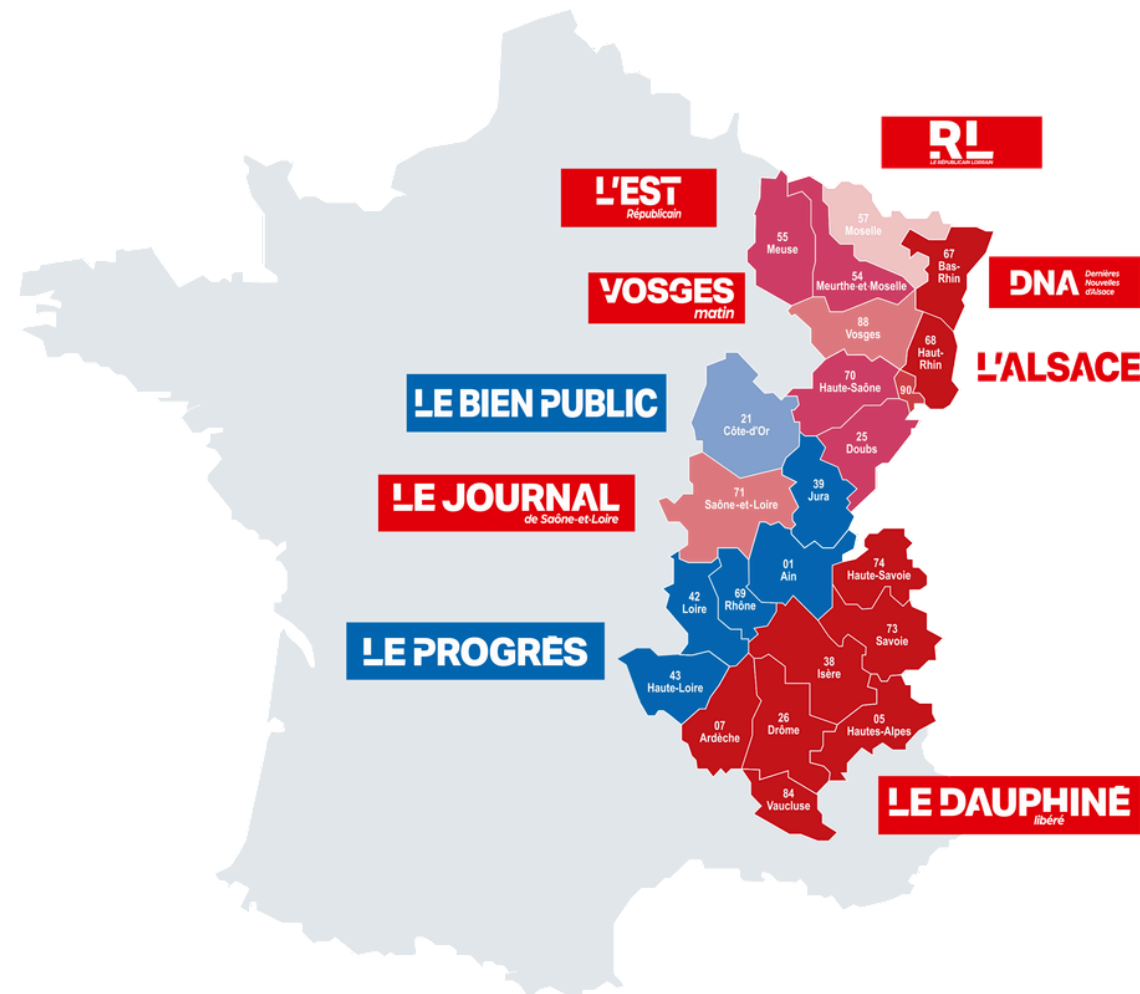 RL
LE RÉPUBLICAIN LORRAIN
L'EST
Républicain
57
Moselle
55
Meuse
67
Bas-
Rhin
54
Meurthe-et-Moselle
DNA
Dernières
Nouvelles
d'Alsace
VOSGES
matin
88
Vosges
68
Haut-
Rhin
L'ALSACE
70
Haute-Saône
90
LE BIEN PUBLIC
21
Côte-d'Or
25
Doubs
39
Jura
LE JOURNAL
de Saône-et-Loire
71
Saône-et-Loire
01
Ain
74
Haute-Savoie
42
Loire
69
Rhône
73
Savoie
LE PROGRÈS
38
Isère
43
Haute-Loire
07
Ardèche
26
Drôme
05
Hautes-Alpes
84
Vaucluse
LE DAUPHINÉ
libéré